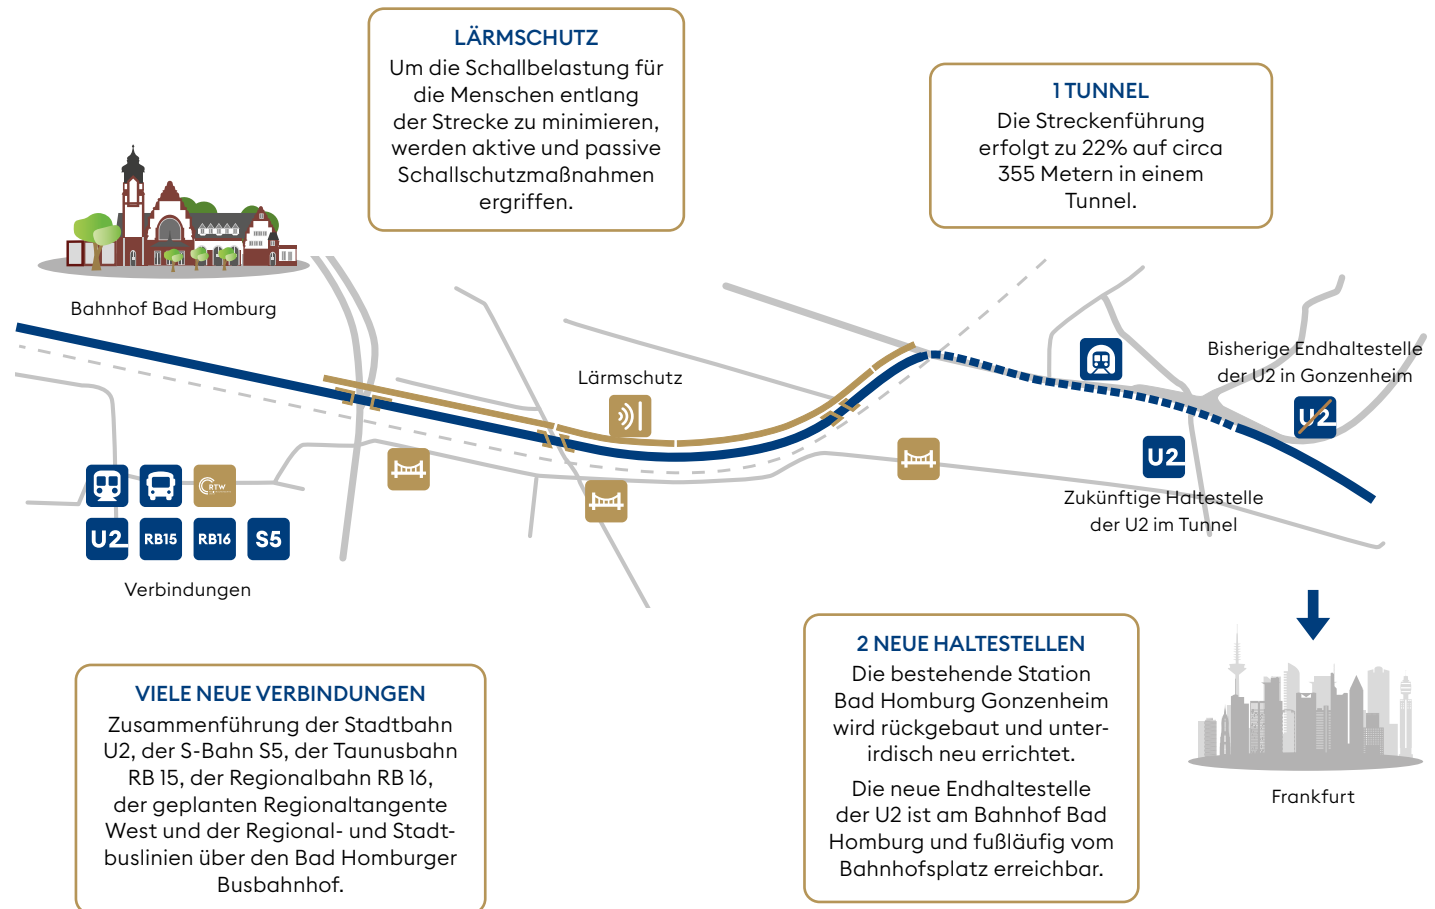 LÄRMSCHUTZ
Um die Schallbelastung für
die Menschen entlang
der Strecke zu minimieren,
werden aktive und passive
Schallschutzmaßnahmen
ergriffen.
1 TUNNEL
Die Streckenführung
erfolgt zu 22% auf circa
355 Metern in einem
Tunnel.
Bahnhof Bad Homburg
Lärmschutz
Bisherige Endhaltestelle
der U2 in Gonzenheim
U2
U2
Zukünftige Haltestelle
der U2 im Tunnel
RTW
U2
RB15
RB16
S5
Verbindungen
VIELE NEUE VERBINDUNGEN
Zusammenführung der Stadtbahn
U2, der S-Bahn S5, der Taunusbahn
RB 15, der Regionalbahn RB 16,
der geplanten Regionaltangente
West und der Regional- und Stadt-
buslinien über den Bad Homburger
Busbahnhof.
2 NEUE HALTESTELLEN
Die bestehende Station
Bad Homburg Gonzenheim
wird rückgebaut und unter-
irdisch neu errichtet.
Die neue Endhaltestelle
der U2 ist am Bahnhof Bad
Homburg und fußläufig vom
Bahnhofsplatz erreichbar.
Frankfurt